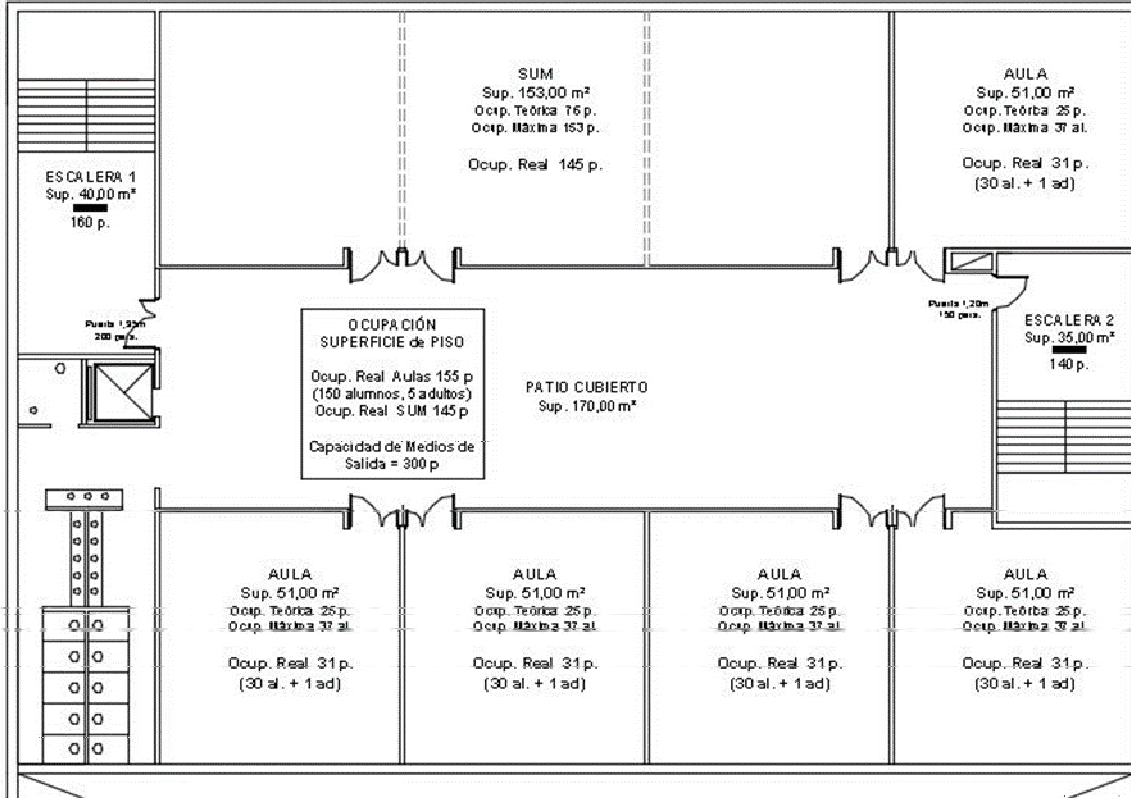 SUM
Sup. 153,00 m²
Ocup. Teórica 76 p.
Ocup. Máxima 153 p.
Ocup. Real 145 p.
AULA
Sup. 51,00 m²
Ocup. Teórica 25 p.
Ocup. Máxima 37 al.
Ocup. Real 31 p.
(30 al. + 1 ad)
ESCALERA 1
Sup. 40,00 m²
160 p.
Puerta 1,20m
150 pers.
ESCALERA 2
Sup. 35,00 m²
140 p.
OCUPACIÓN
SUPERFICIE de PISO
Ocup. Real Aulas 155 p
(150 alumnos, 5 adultos)
Ocup. Real SUM 145 p
Capacidad de Medios de
Salida = 300 p
PATIO CUBIERTO
Sup. 170,00 m²
AULA
Sup. 51,00 m²
Ocup. Teórica 25 p.
Ocup. Máxima 37 al.
Ocup. Real 31 p.
(30 al. + 1 ad)
AULA
Sup. 51,00 m²
Ocup. Teórica 25 p.
Ocup. Máxima 37 al.
Ocup. Real 31 p.
(30 al. + 1 ad)
AULA
Sup. 51,00 m²
Ocup. Teórica 25 p.
Ocup. Máxima 37 al.
Ocup. Real 31 p.
(30 al. + 1 ad)
AULA
Sup. 51,00 m²
Ocup. Teórica 25 p.
Ocup. Máxima 37 al.
Ocup. Real 31 p.
(30 al. + 1 ad)